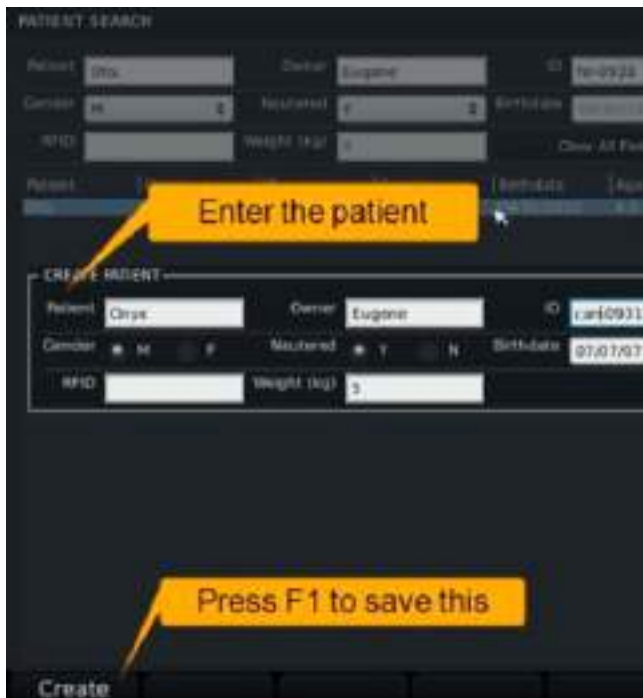 PATIENT SEARCH
Patient Otis Owner Eugene ID
Gender M Neutered Y Birthdate
RFID Weight (kg) Clear All
Patient Birthdate
Enter the patient
CREATE PATIENT
Patient Onyx Owner Eugene ID
Gender M F Neutered Y N Birthdate 07/07/07
RFID Weight (kg) 3
Press F1 to save this
Create